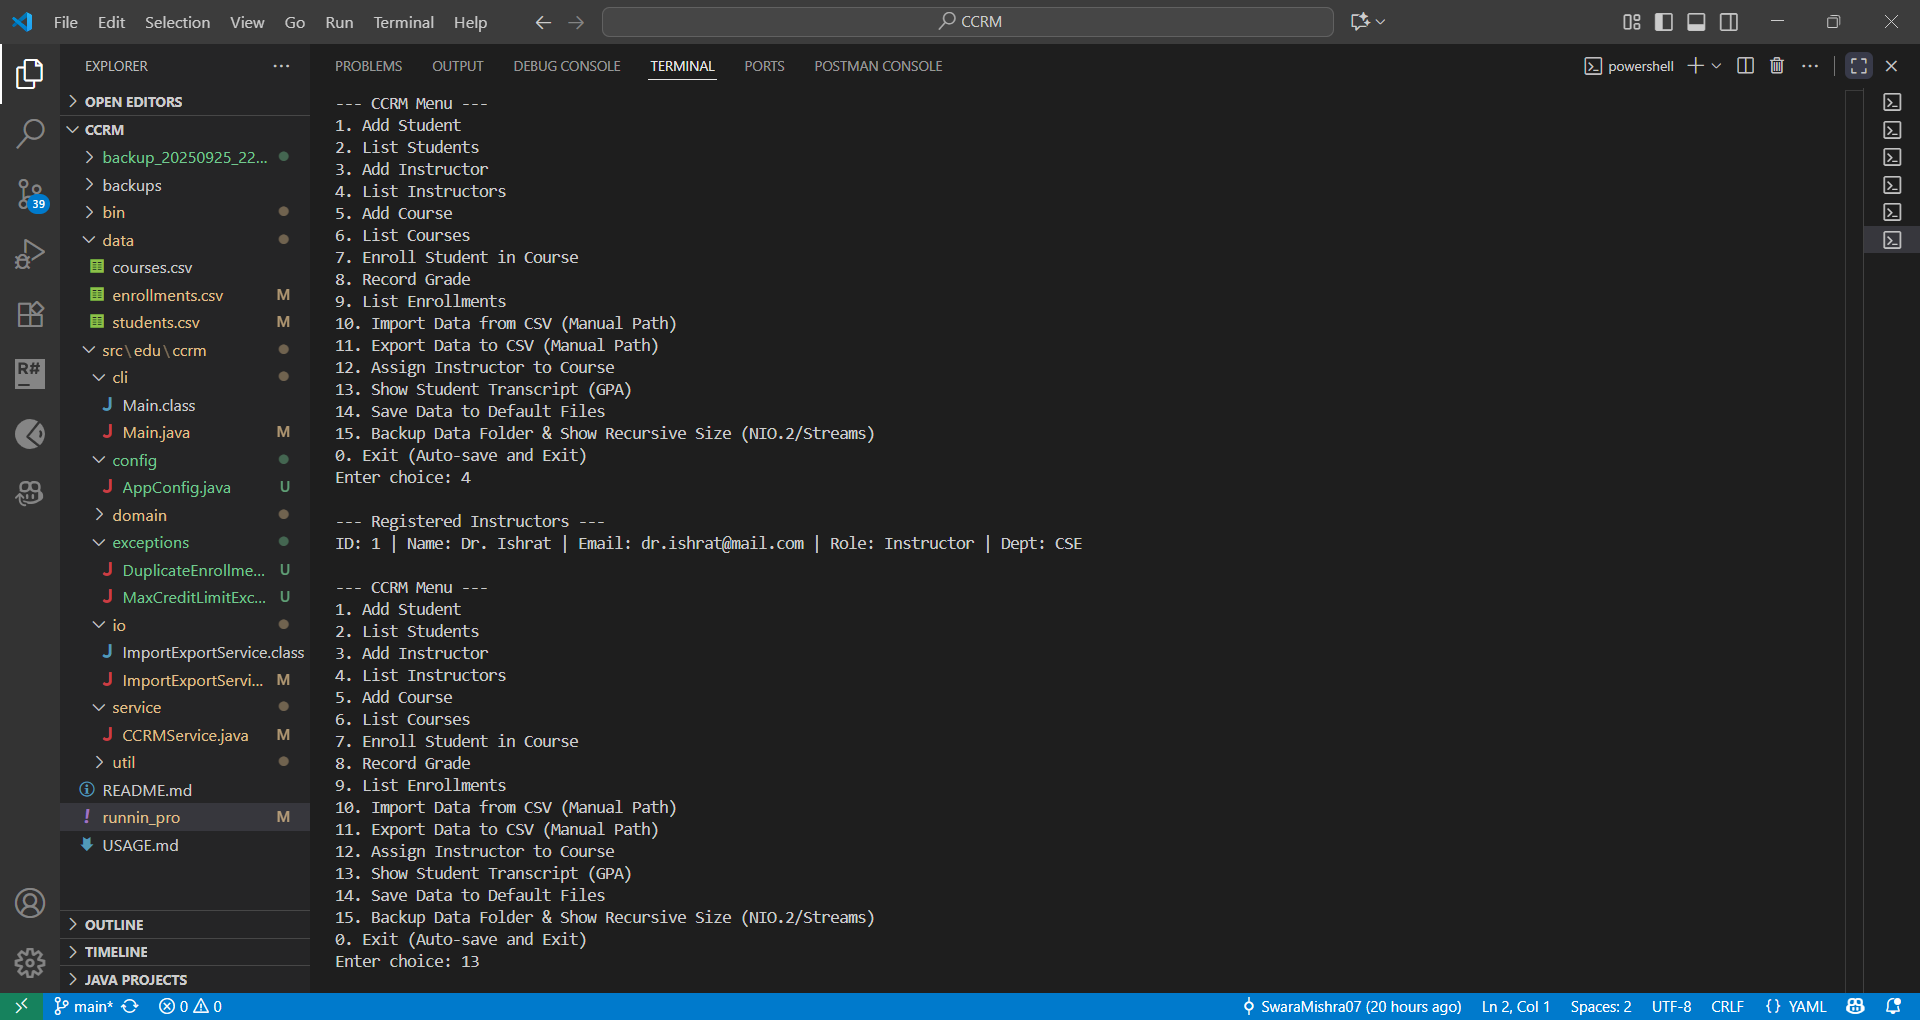 File Edit Selection View Go Run Terminal Help
CCRM
EXPLORER
OPEN EDITORS
CCRM
backup_20250925_22...
backups
bin
data
courses.csv
enrollments.csv M
students.csv M
src\edu\ccrm
cli
J Main.class
J Main.java M
config
J AppConfig.java U
domain
exceptions
J DuplicateEnrollme... U
J MaxCreditLimitExc... U
io
J ImportExportService.class
J ImportExportServi... M
service
J CCRMService.java M
util
README.md
! runnin_pro M
USAGE.md
OUTLINE
TIMELINE
JAVA PROJECTS
39
R#
PROBLEMS OUTPUT DEBUG CONSOLE TERMINAL PORTS POSTMAN CONSOLE
powershell
--- CCRM Menu ---
1. Add Student
2. List Students
3. Add Instructor
4. List Instructors
5. Add Course
6. List Courses
7. Enroll Student in Course
8. Record Grade
9. List Enrollments
10. Import Data from CSV (Manual Path)
11. Export Data to CSV (Manual Path)
12. Assign Instructor to Course
13. Show Student Transcript (GPA)
14. Save Data to Default Files
15. Backup Data Folder & Show Recursive Size (NIO.2/Streams)
0. Exit (Auto-save and Exit)
Enter choice: 4
--- Registered Instructors ---
ID: 1 | Name: Dr. Ishrat | Email: dr.ishrat@mail.com | Role: Instructor | Dept: CSE
--- CCRM Menu ---
1. Add Student
2. List Students
3. Add Instructor
4. List Instructors
5. Add Course
6. List Courses
7. Enroll Student in Course
8. Record Grade
9. List Enrollments
10. Import Data from CSV (Manual Path)
11. Export Data to CSV (Manual Path)
12. Assign Instructor to Course
13. Show Student Transcript (GPA)
14. Save Data to Default Files
15. Backup Data Folder & Show Recursive Size (NIO.2/Streams)
0. Exit (Auto-save and Exit)
Enter choice: 13
main* 0 0 SwaraMishra07 (20 hours ago) Ln 2, Col 1 Spaces: 2 UTF-8 CRLF {} YAML